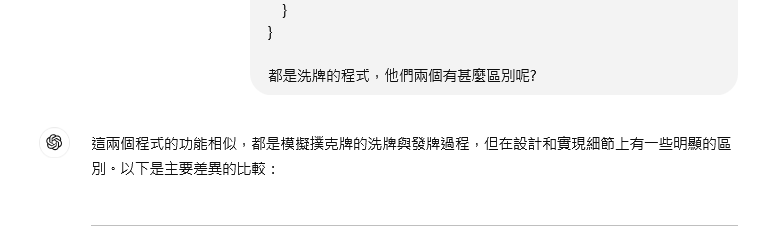 }
}
都是洗牌的程式，他們兩個有甚麼區別呢?
這兩個程式的功能相似，都是模擬撲克牌的洗牌與發牌過程，但在設計和實現細節上有一些明顯的區
別。以下是主要差異的比較：